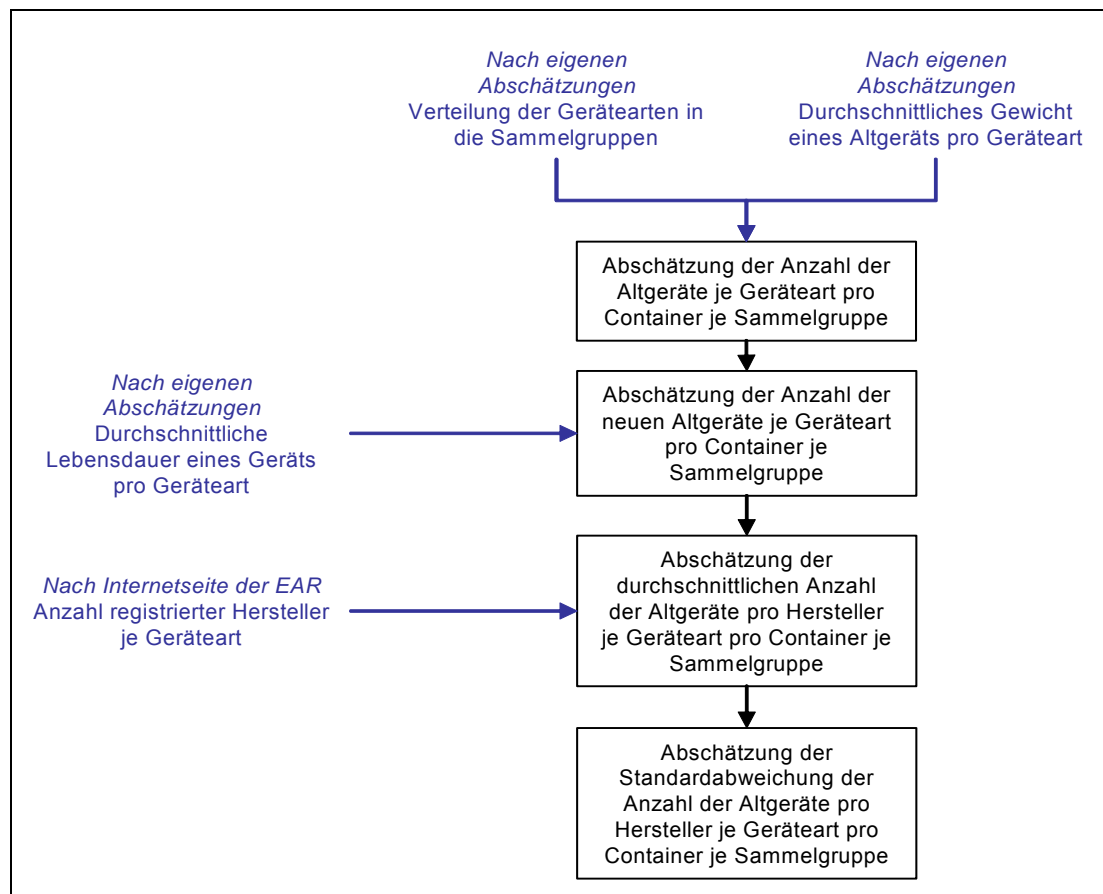 Nach eigenen
Abschätzungen
Verteilung der Gerätearten in
die Sammelgruppen
Nach eigenen
Abschätzungen
Durchschnittliches Gewicht
eines Altgeräts pro Geräteart
Abschätzung der Anzahl der
Altgeräte je Geräteart pro
Container je Sammelgruppe
Nach eigenen
Abschätzungen
Durchschnittliche
Lebensdauer eines Geräts
pro Geräteart
Abschätzung der Anzahl der
neuen Altgeräte je Geräteart
pro Container je
Sammelgruppe
Nach Internetseite der EAR
Anzahl registrierter Hersteller
je Geräteart
Abschätzung der
durchschnittlichen Anzahl
der Altgeräte pro Hersteller
je Geräteart pro Container je
Sammelgruppe
Abschätzung der
Standardabweichung der
Anzahl der Altgeräte pro
Hersteller je Geräteart pro
Container je Sammelgruppe